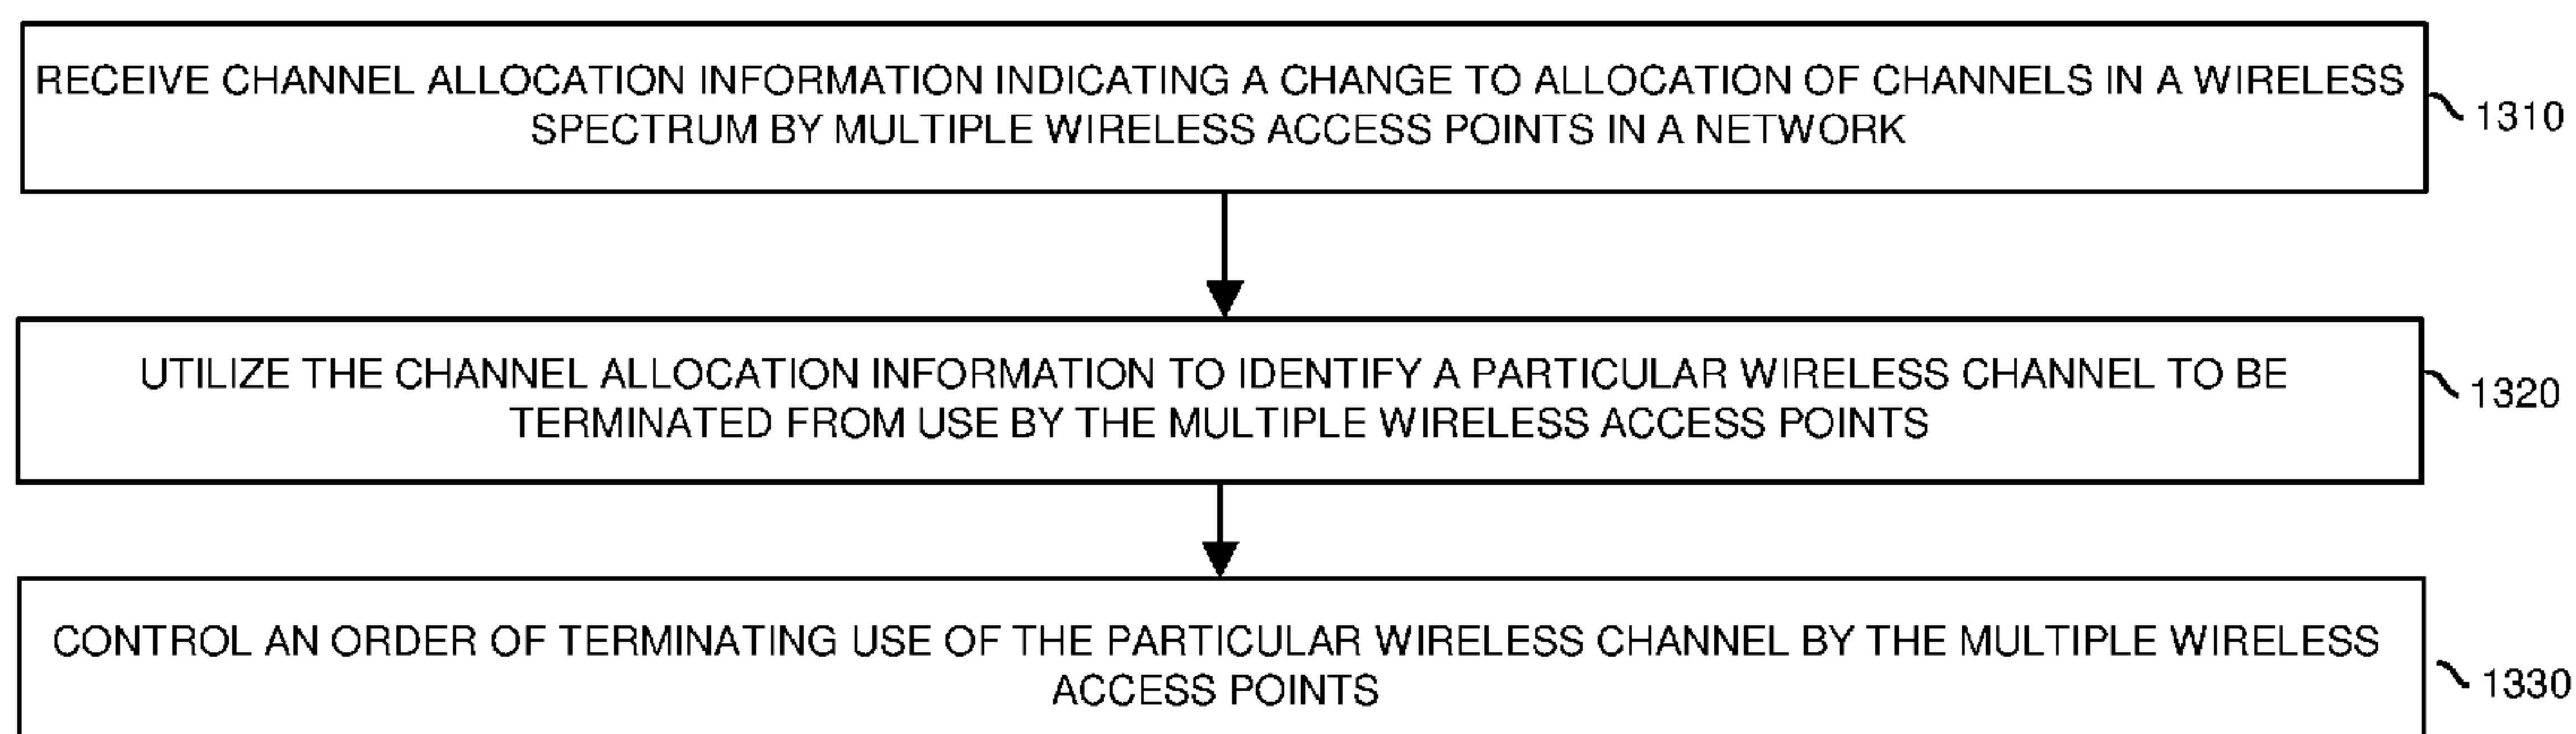 RECEIVE CHANNEL ALLOCATION INFORMATION INDICATING A CHANGE TO ALLOCATION OF CHANNELS IN A WIRELESS
SPECTRUM BY MULTIPLE WIRELESS ACCESS POINTS IN A NETWORK
1310
UTILIZE THE CHANNEL ALLOCATION INFORMATION TO IDENTIFY A PARTICULAR WIRELESS CHANNEL TO BE
TERMINATED FROM USE BY THE MULTIPLE WIRELESS ACCESS POINTS
1320
CONTROL AN ORDER OF TERMINATING USE OF THE PARTICULAR WIRELESS CHANNEL BY THE MULTIPLE WIRELESS
ACCESS POINTS
1330